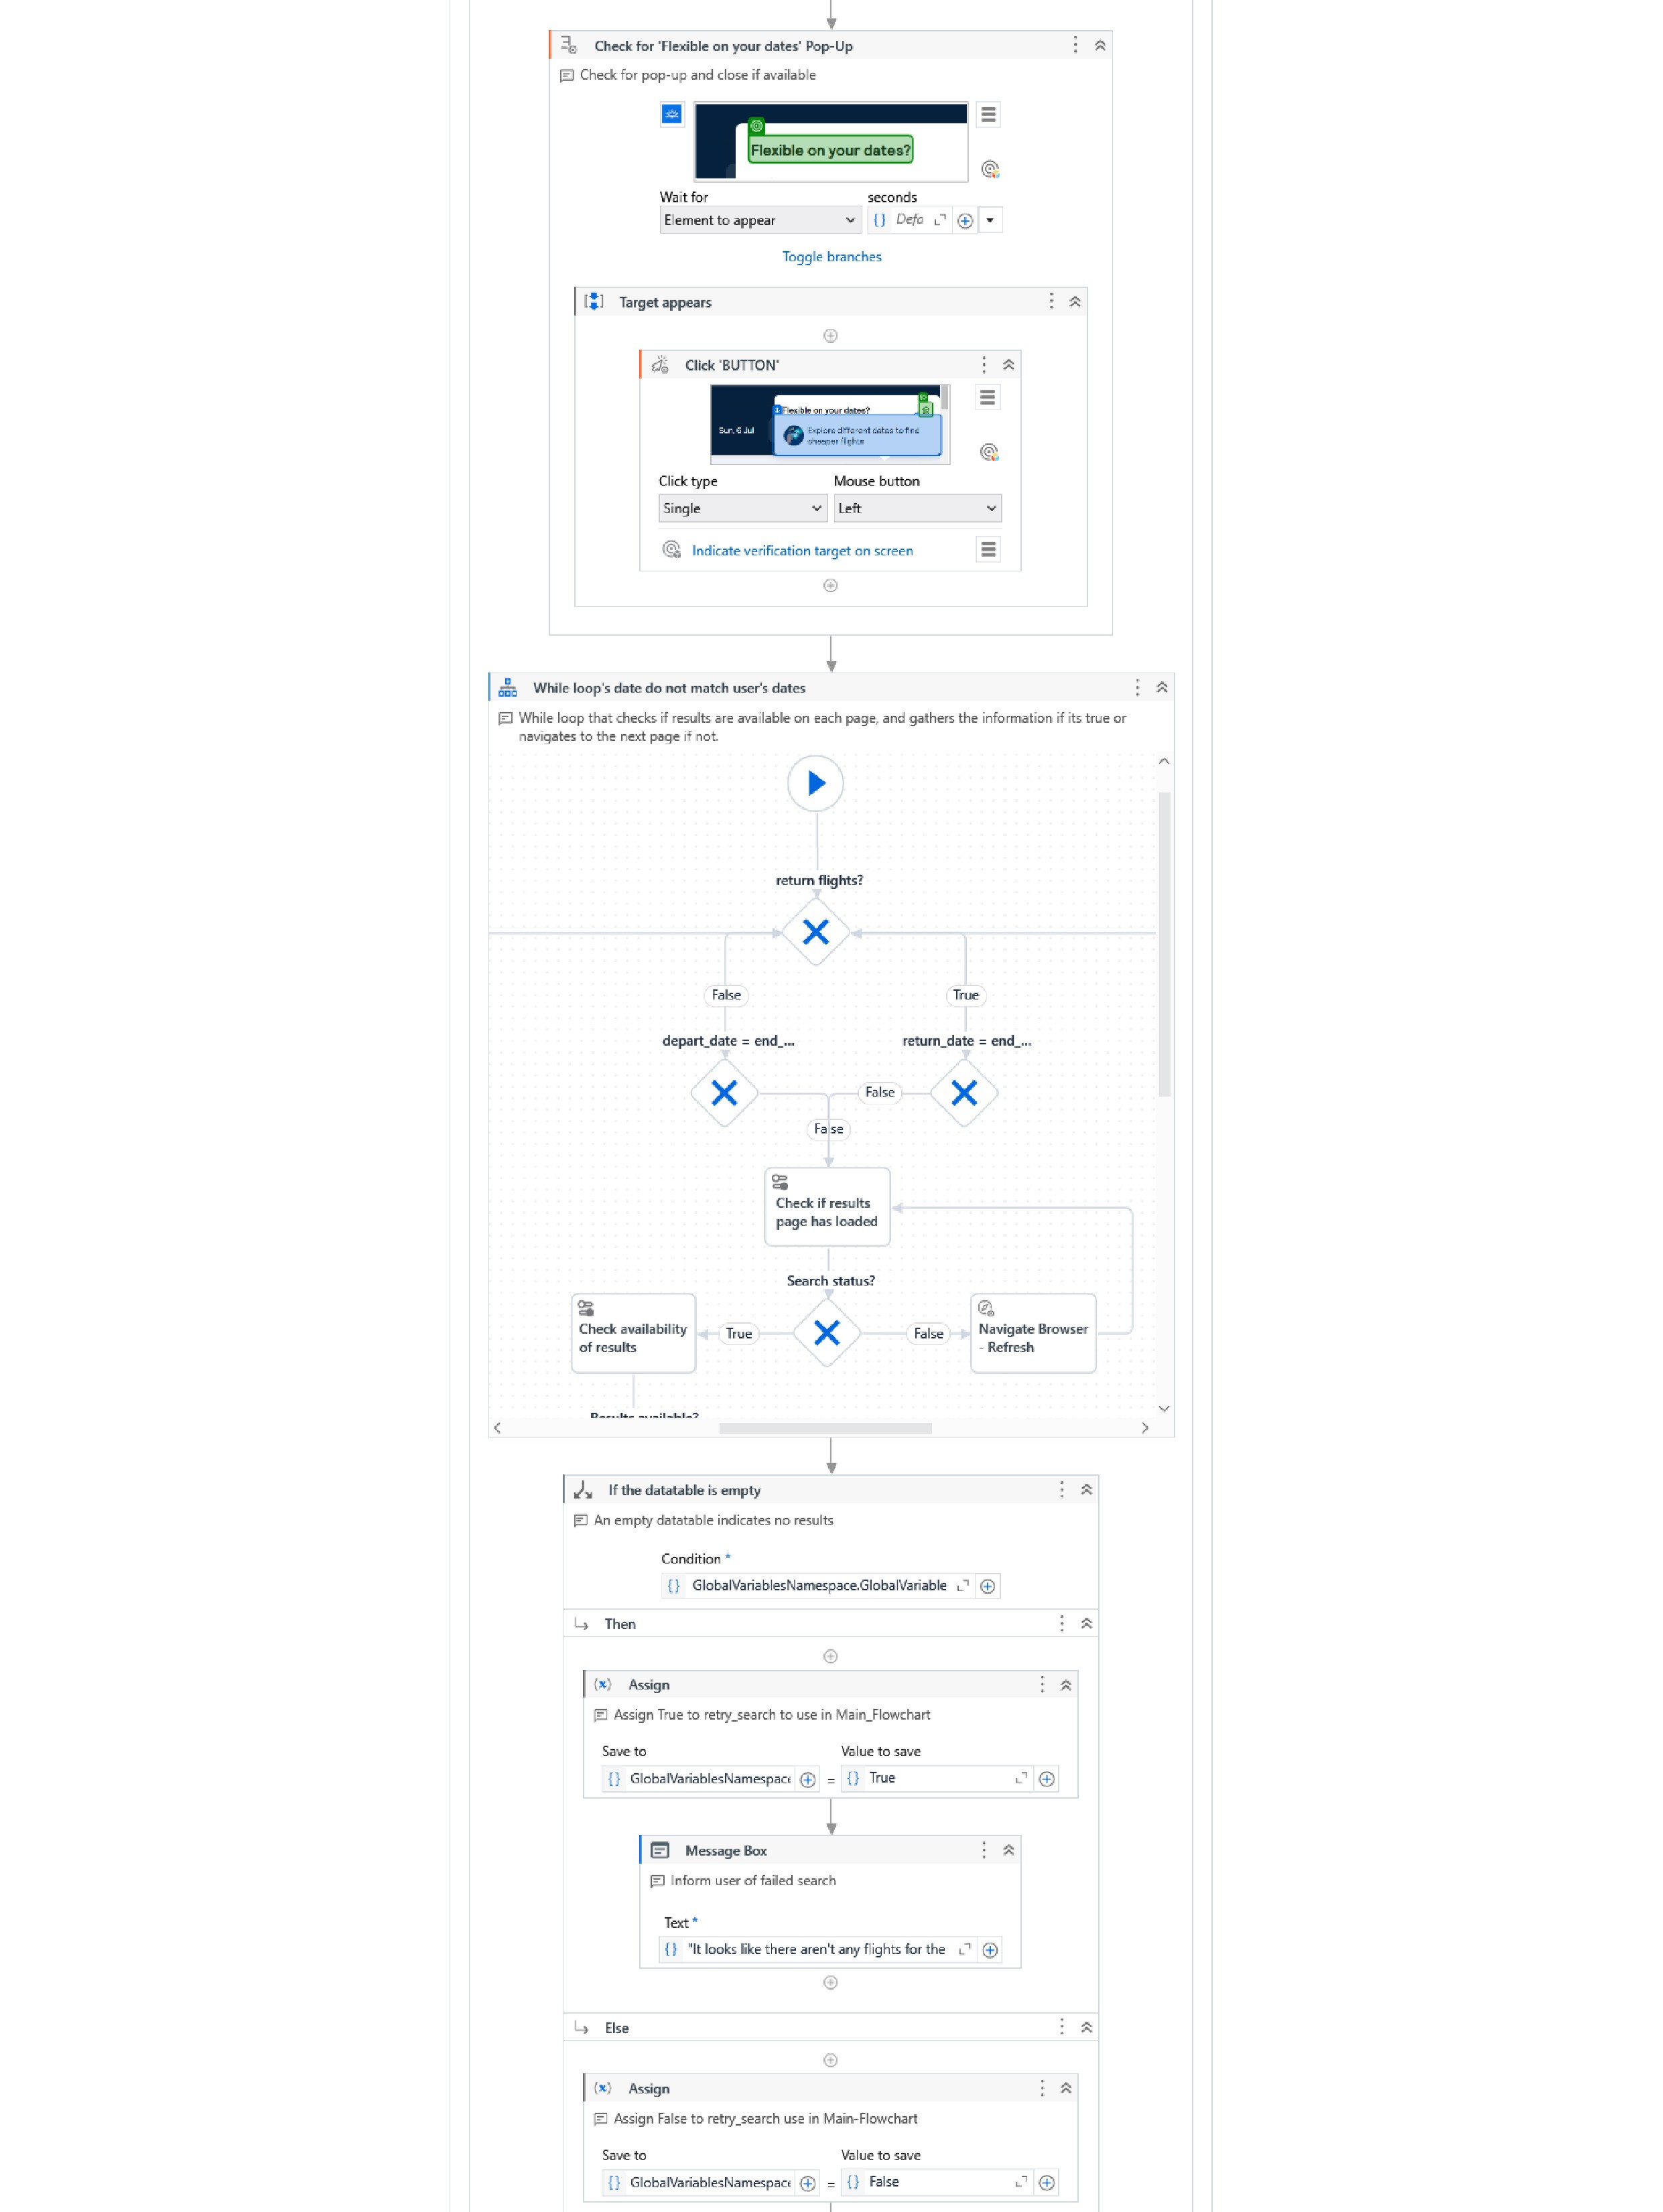 Check for 'Flexible on your dates' Pop-Up
Check for pop-up and close if available
Flexible on your dates?
Wait for
seconds
Element to appear
{} Defa
Toggle branches
Target appears
Click 'BUTTON'
Flexible on your dates?
Sun, 6 Jul
Explore different dates to find
cheaper flights
Click type
Mouse button
Single
Left
Indicate verification target on screen
While loop's date do not match user's dates
While loop that checks if results are available on each page, and gathers the information if its true or
navigates to the next page if not.
return flights?
False
True
depart_date = end_...
return_date = end_...
False
False
Check if results
page has loaded
Search status?
Check availability
of results
True
False
Navigate Browser
- Refresh
Results available?
If the datatable is empty
An empty datatable indicates no results
Condition *
{} GlobalVariablesNamespace.GlobalVariable
Then
(x) Assign
Assign True to retry_search to use in Main_Flowchart
Save to
Value to save
{} GlobalVariablesNamespace = {} True
Message Box
Inform user of failed search
Text *
{} "It looks like there aren't any flights for the
Else
(x) Assign
Assign False to retry_search use in Main-Flowchart
Save to
Value to save
{} GlobalVariablesNamespace = {} False